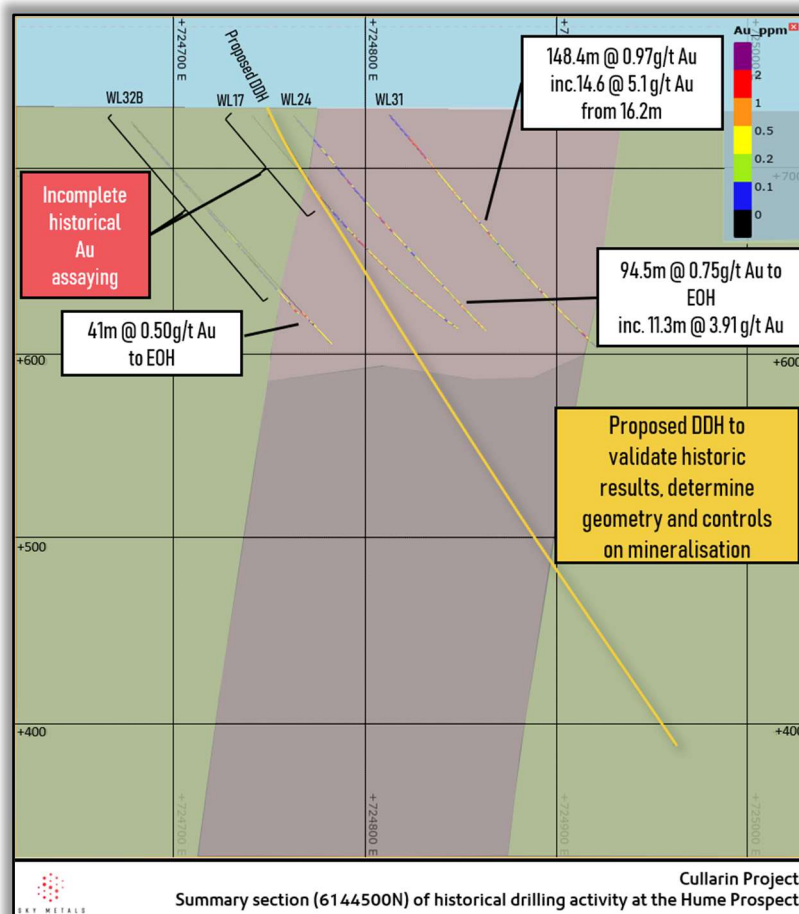 +724700 E
+724800 E
+7
+725000
Au_ppm
2
1
0.5
0.2
0.1
0
Proposed DDH
WL32B
WL17
WL24
WL31
148.4m @ 0.97g/t Au
inc.14.6 @ 5.1 g/t Au
from 16.2m
+700
Incomplete
historical
Au
assaying
94.5m @ 0.75g/t Au to
EOH
inc. 11.3m @ 3.91 g/t Au
41m @ 0.50g/t Au
to EOH
+600
+600
Proposed DDH to
validate historic
results, determine
geometry and controls
on mineralisation
+500
+400
+400
+724700 E
+724800 E
+724900 E
+725000 E
Cullarin Project
Summary section (6144500N) of historical drilling activity at the Hume Prospect
SKY METALS